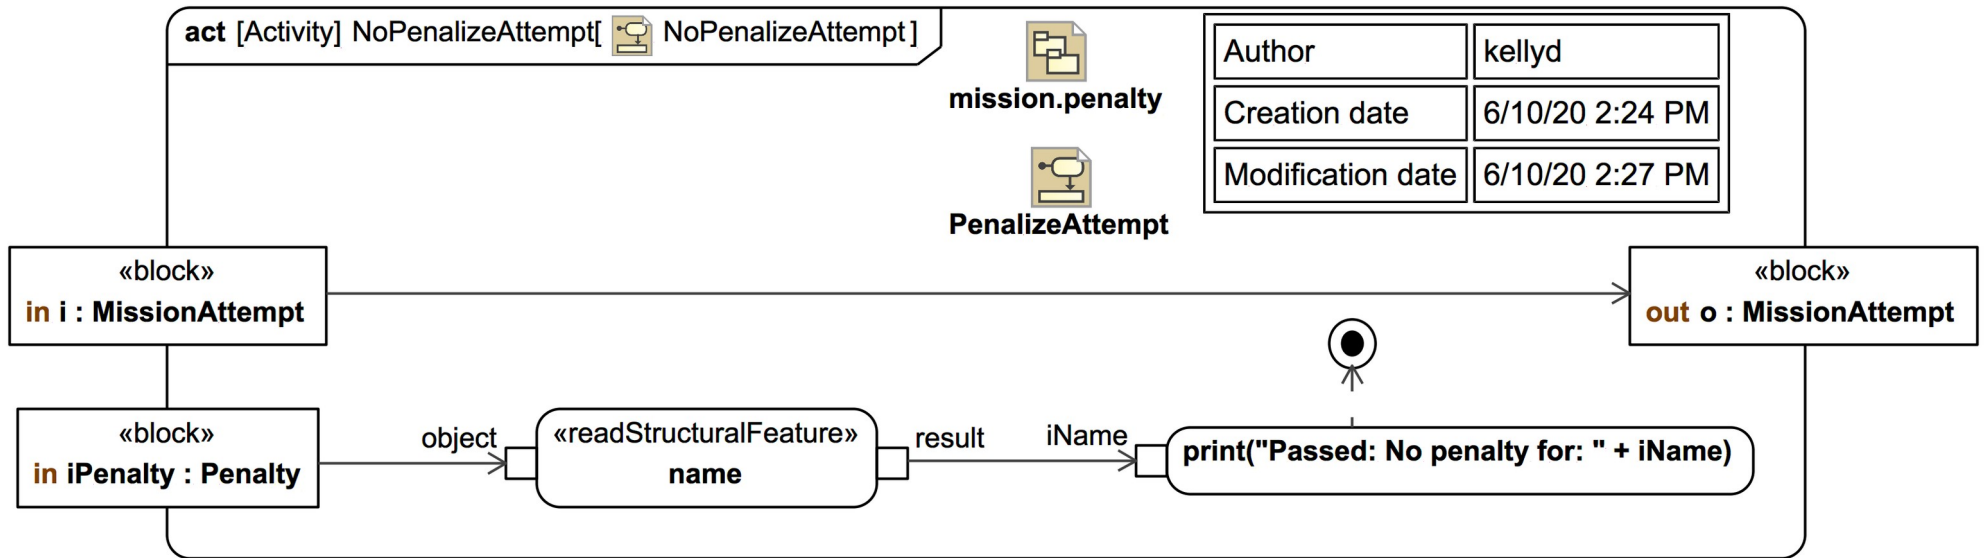 act [Activity] NoPenalizeAttempt[ NoPenalizeAttempt ]
mission.penalty
PenalizeAttempt
Author kellyd
Creation date 6/10/20 2:24 PM
Modification date 6/10/20 2:27 PM
«block»
in i : MissionAttempt
«block»
out o : MissionAttempt
«block»
in iPenalty : Penalty
object
«readStructuralFeature»
name
result
iName
print("Passed: No penalty for: " + iName)